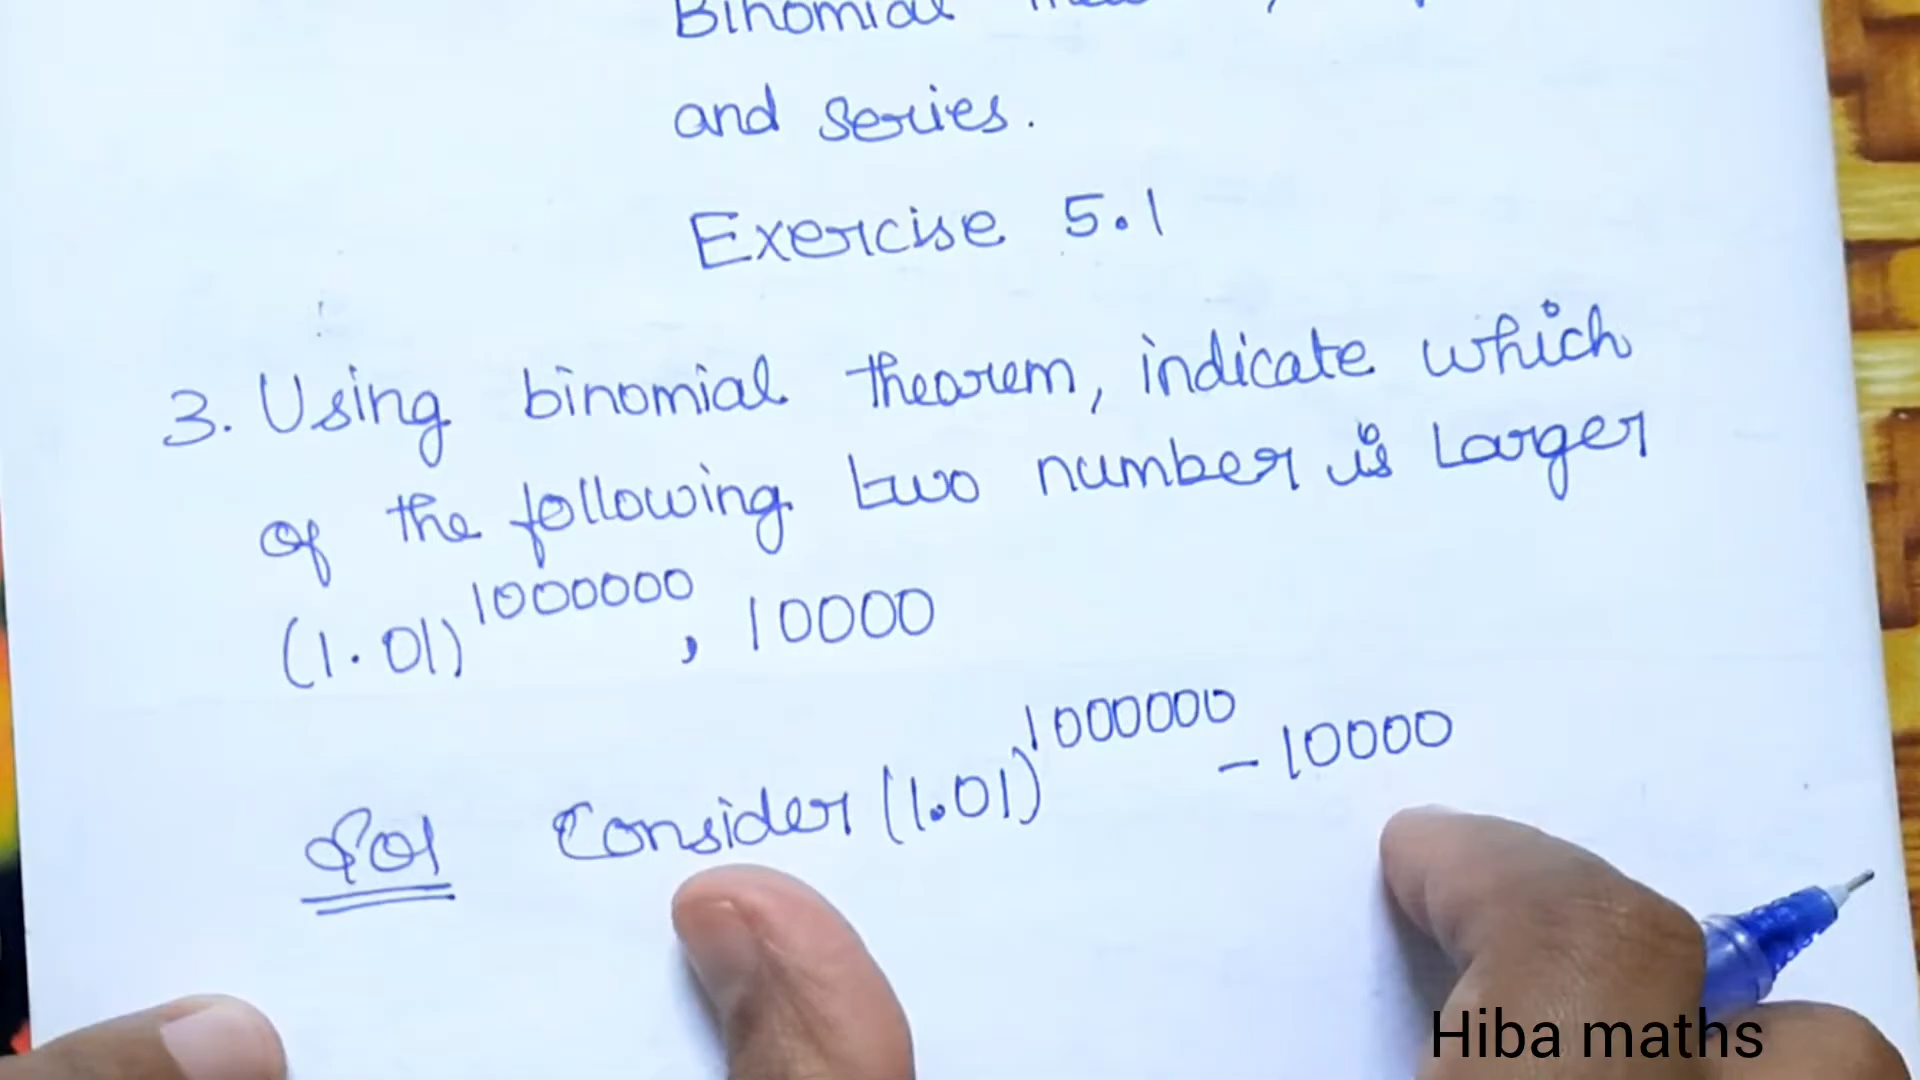 Binomial
and series.
Exercise 5.1
3. Using binomial theorem, indicate which
of the following two number is Larger
(1.01)^1000000, 10000
Sol Consider (1.01)^1000000 - 10000
Hiba maths